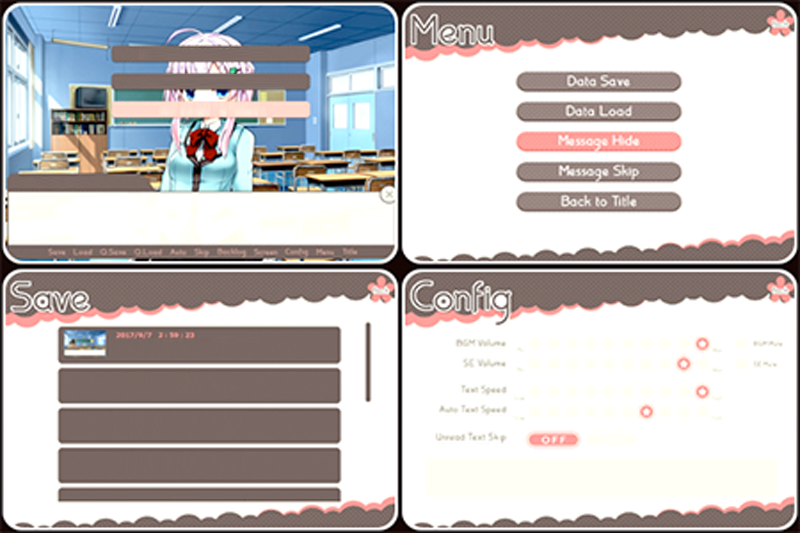 Save Load Q.Save Q.Load Auto Skip Backlog Screen Config Menu Title
Menu
Data Save
Data Load
Message Hide
Message Skip
Back to Title
Save
2017/9/7 2:59:23
Config
BGM Volume
SE Volume
Text Speed
Auto Text Speed
Unread Text Skip
OFF